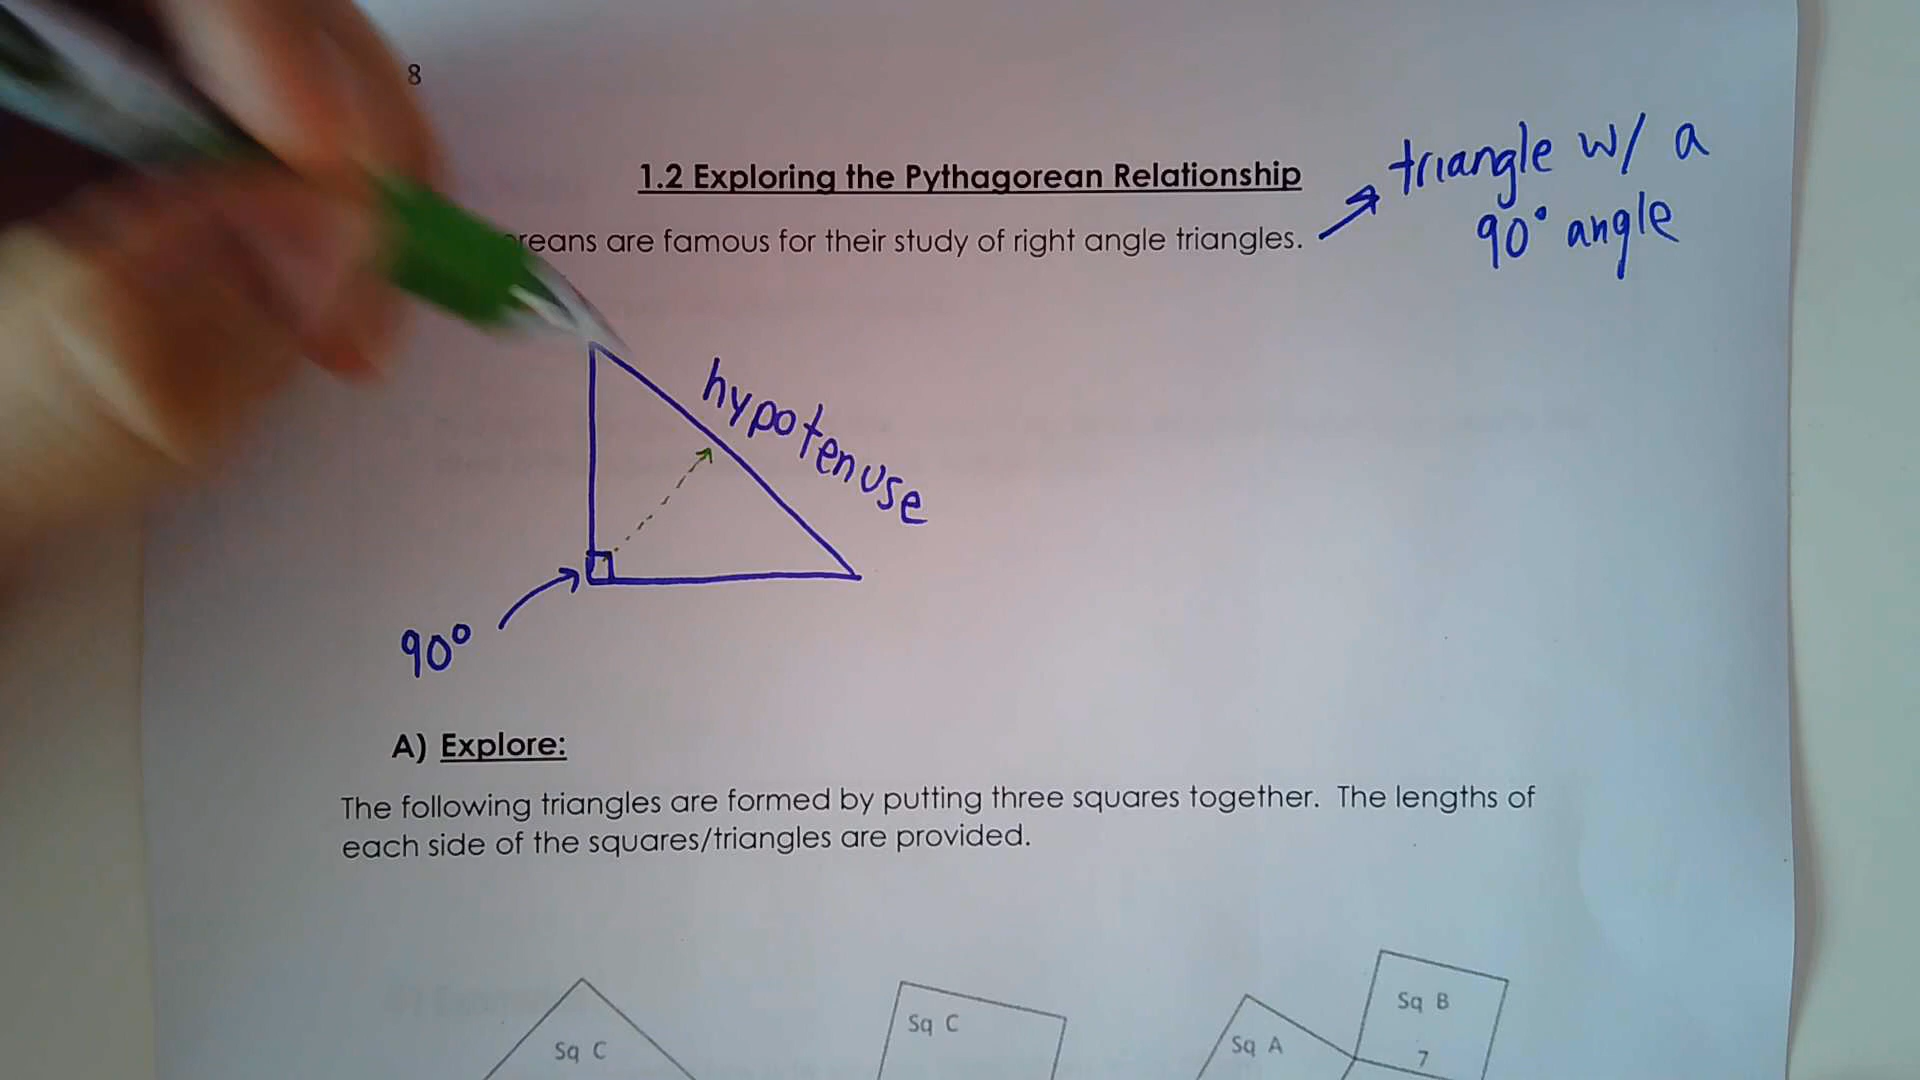 8
1.2 Exploring the Pythagorean Relationship
triangle w/ a
90° angle
are famous for their study of right angle triangles.
hypotenuse
90°
A) Explore:
The following triangles are formed by putting three squares together. The lengths of
each side of the squares/triangles are provided.
Sq C
Sq C
Sq A
Sq B
7